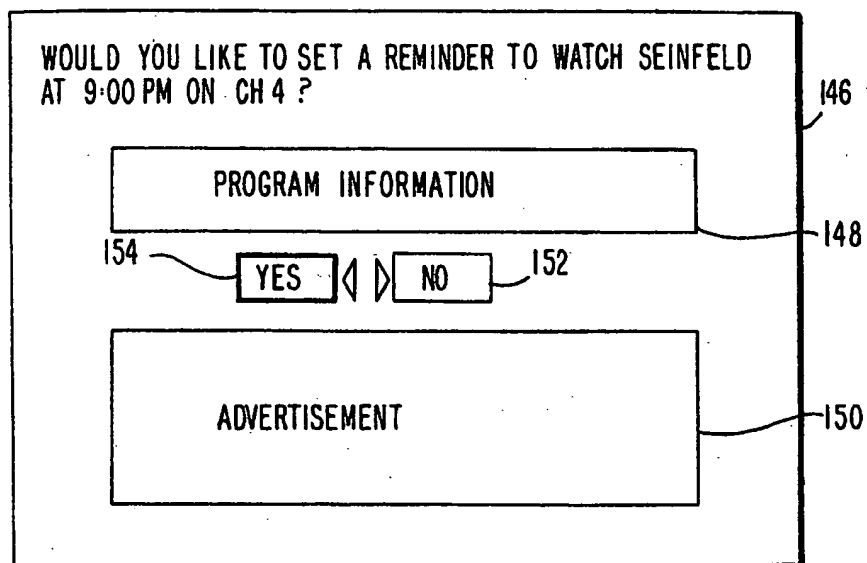 WOULD YOU LIKE TO SET A REMINDER TO WATCH SEINFELD
AT 9:00 PM ON CH 4 ?
146
PROGRAM INFORMATION
148
154
YES
NO
152
ADVERTISEMENT
150